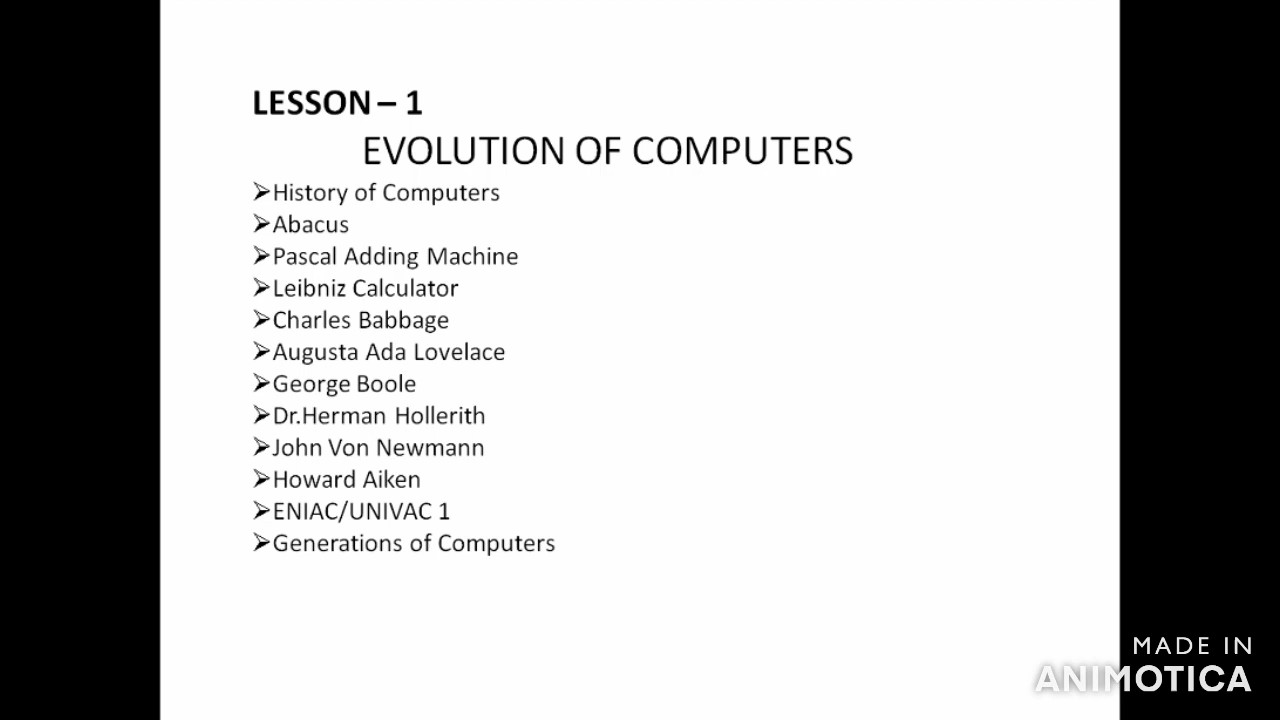 LESSON – 1
EVOLUTION OF COMPUTERS
➢History of Computers
➢Abacus
➢Pascal Adding Machine
➢Leibniz Calculator
➢Charles Babbage
➢Augusta Ada Lovelace
➢George Boole
➢Dr.Herman Hollerith
➢John Von Newmann
➢Howard Aiken
➢ENIAC/UNIVAC 1
➢Generations of Computers
MADE IN
ANIMOTICA